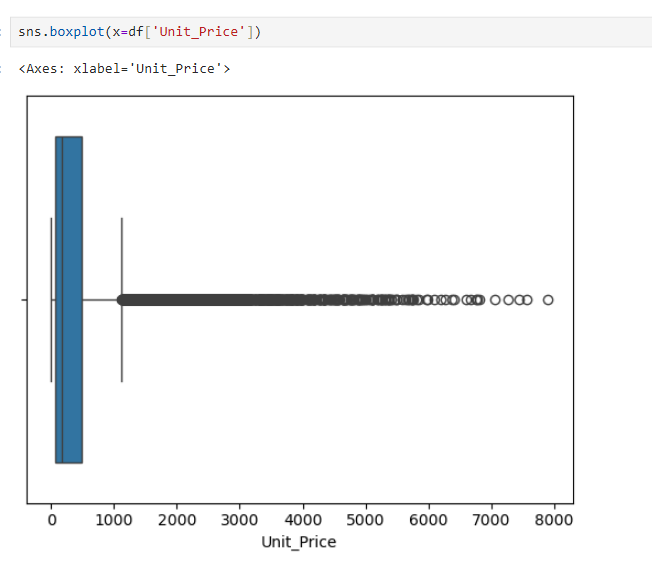 sns.boxplot(x=df['Unit_Price'])
<Axes: xlabel='Unit_Price'>
0 1000 2000 3000 4000 5000 6000 7000 8000
Unit_Price